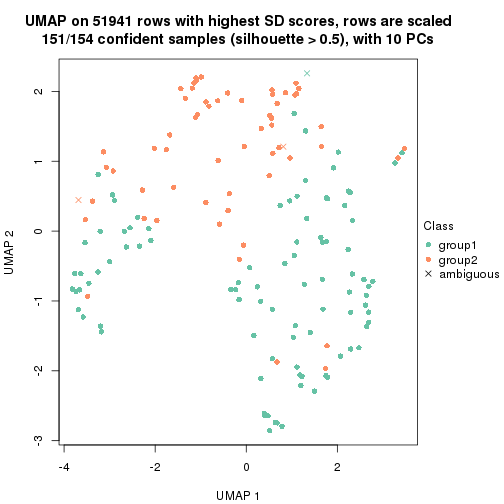 UMAP on 51941 rows with highest SD scores, rows are scaled
151/154 confident samples (silhouette > 0.5), with 10 PCs
2
1
0
-1
-2
-3
UMAP 2
-4
-2
0
2
UMAP 1
Class
group1
group2
ambiguous